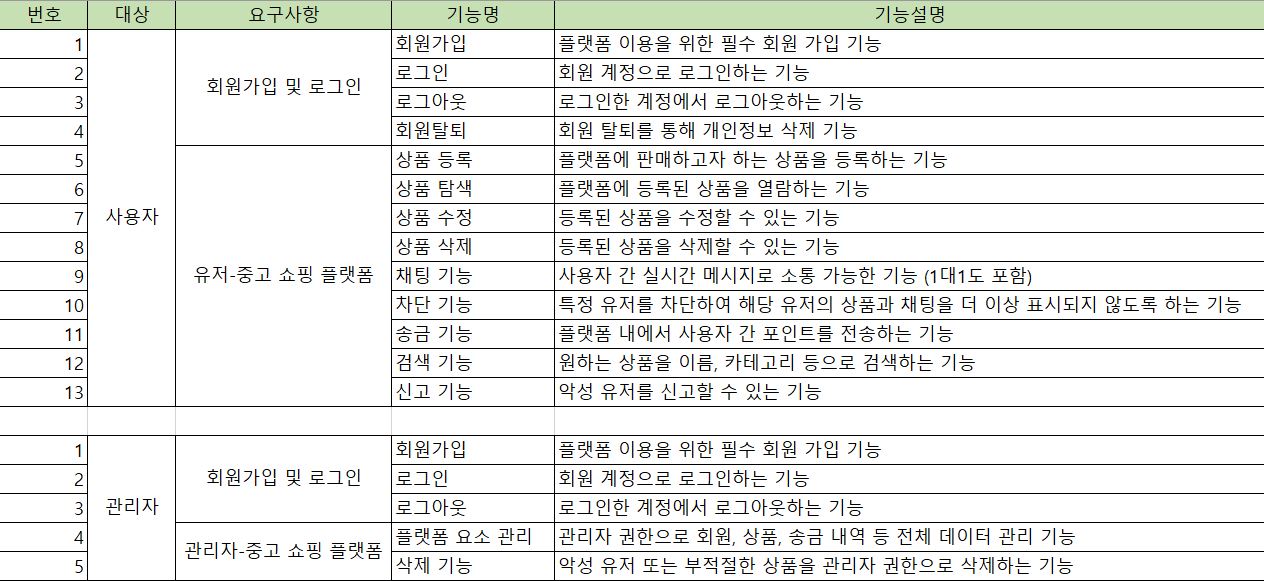 번호 대상 요구사항 기능명 기능설명
1 회원가입 플랫폼 이용을 위한 필수 회원 가입 기능
2 로그인 회원 계정으로 로그인하는 기능
회원가입 및 로그인
3 로그아웃 로그인한 계정에서 로그아웃하는 기능
4 회원탈퇴 회원 탈퇴를 통해 개인정보 삭제 기능
5 상품 등록 플랫폼에 판매하고자 하는 상품을 등록하는 기능
6 상품 탐색 플랫폼에 등록된 상품을 열람하는 기능
7 사용자 상품 수정 등록된 상품을 수정할 수 있는 기능
8 상품 삭제 등록된 상품을 삭제할 수 있는 기능
9 유저-중고 쇼핑 플랫폼 채팅 기능 사용자 간 실시간 메시지로 소통 가능한 기능 (1대1도 포함)
10 차단 기능 특정 유저를 차단하여 해당 유저의 상품과 채팅을 더 이상 표시되지 않도록 하는 기능
11 송금 기능 플랫폼 내에서 사용자 간 포인트를 전송하는 기능
12 검색 기능 원하는 상품을 이름, 카테고리 등으로 검색하는 기능
13 신고 기능 악성 유저를 신고할 수 있는 기능
1 회원가입 플랫폼 이용을 위한 필수 회원 가입 기능
2 회원가입 및 로그인 로그인 회원 계정으로 로그인하는 기능
3 관리자 로그아웃 로그인한 계정에서 로그아웃하는 기능
4 플랫폼 요소 관리 관리자 권한으로 회원, 상품, 송금 내역 등 전체 데이터 관리 기능
관리자-중고 쇼핑 플랫폼
5 삭제 기능 악성 유저 또는 부적절한 상품을 관리자 권한으로 삭제하는 기능